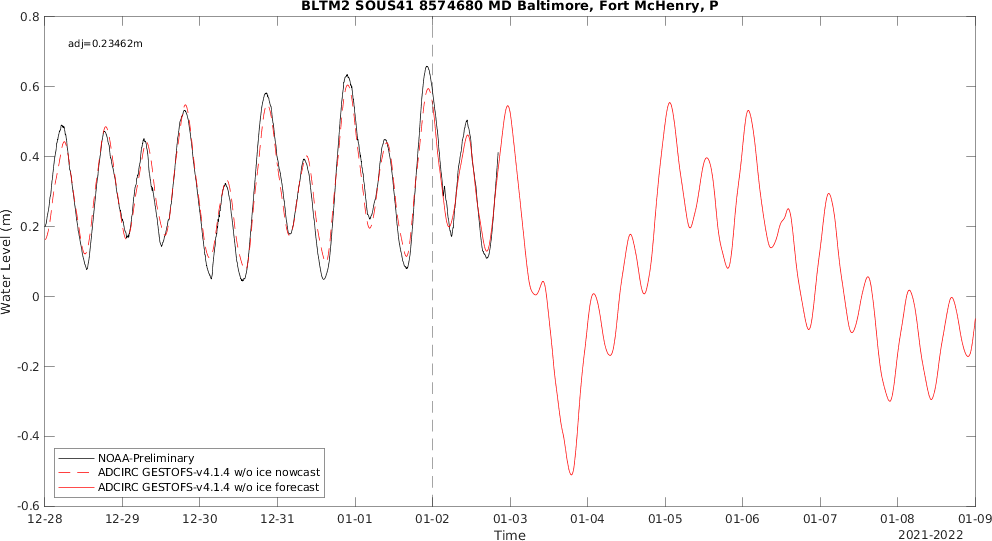 BLTM2 SOUS41 8574680 MD Baltimore, Fort McHenry, P
adj=0.23462m
0.8
0.6
0.4
0.2
0
-0.2
-0.4
-0.6
Water Level (m)
NOAA-Preliminary
ADCIRC GESTOFS-v4.1.4 w/o ice nowcast
ADCIRC GESTOFS-v4.1.4 w/o ice forecast
12-28 12-29 12-30 12-31 01-01 01-02 01-03 01-04 01-05 01-06 01-07 01-08 01-09
Time
2021-2022